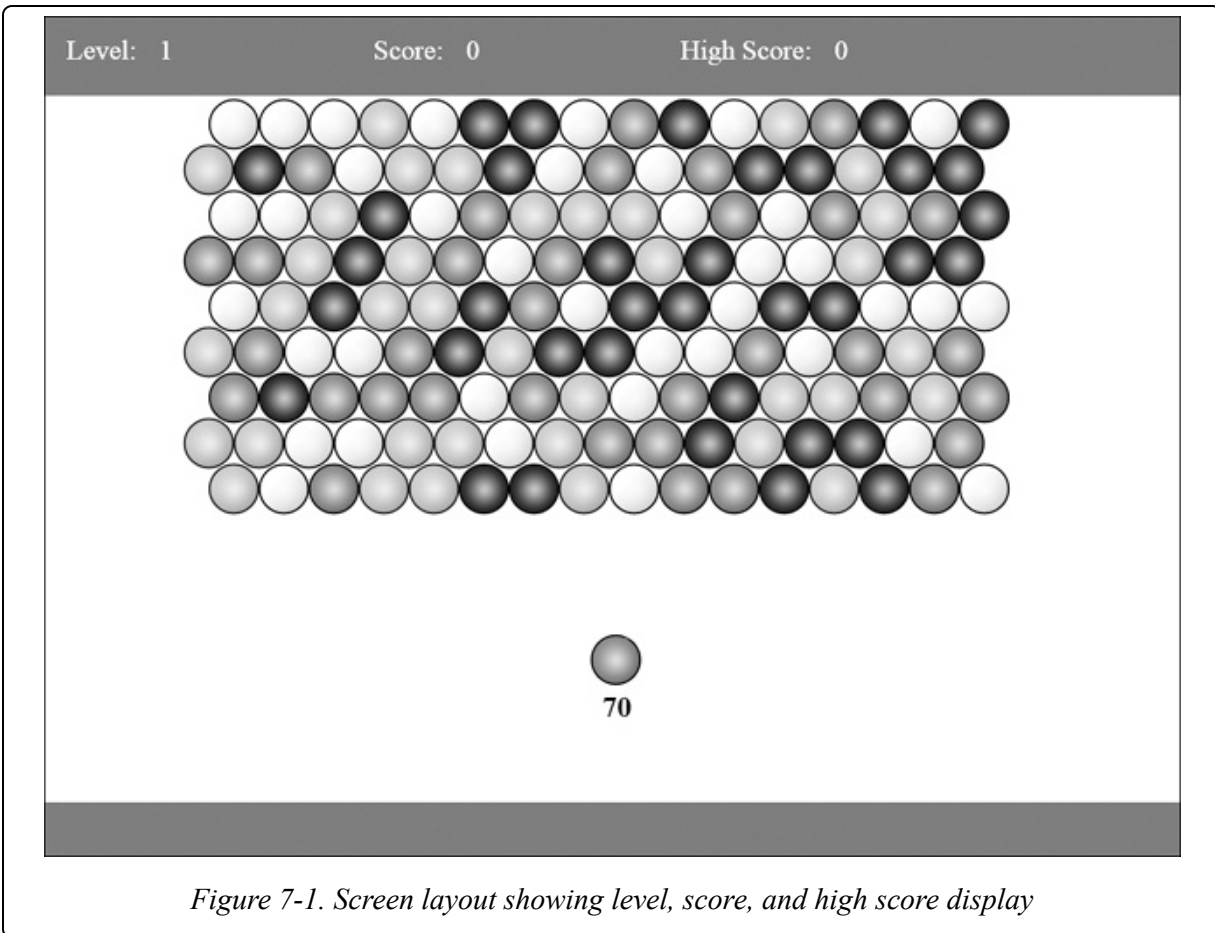 Level: 1 Score: 0 High Score: 0
70
Figure 7-1. Screen layout showing level, score, and high score display